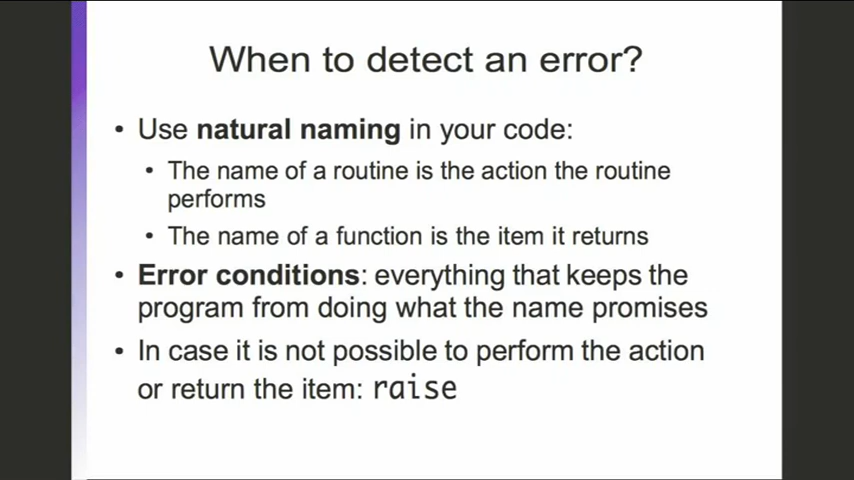 When to detect an error?
• Use natural naming in your code:
• The name of a routine is the action the routine
performs
• The name of a function is the item it returns
• Error conditions: everything that keeps the
program from doing what the name promises
• In case it is not possible to perform the action
or return the item: raise